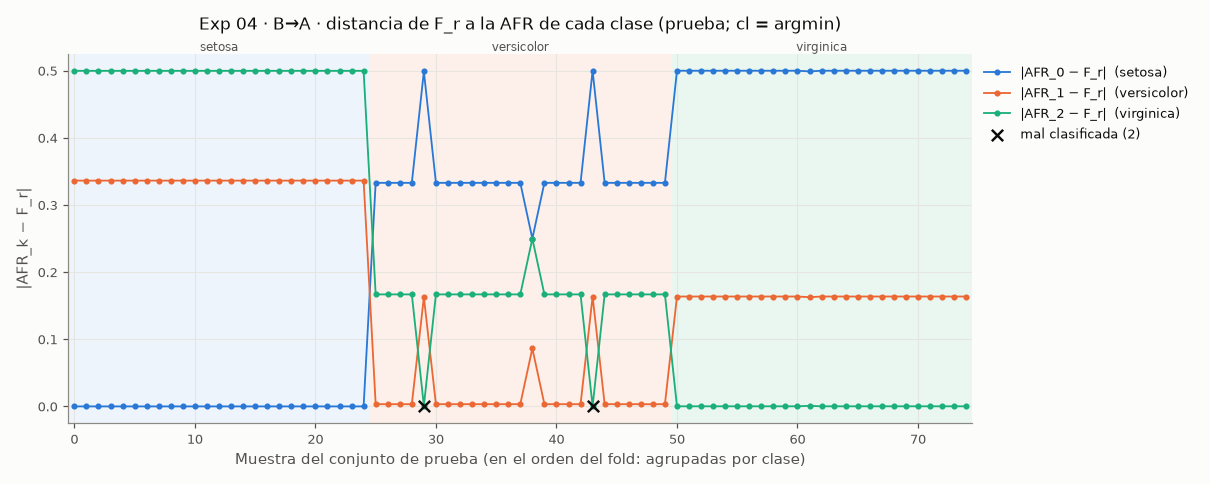 Exp 04 · B→A · distancia de F_r a la AFR de cada clase (prueba; cl = argmin)
setosa versicolor virginica
|AFR_0 − F_r| (setosa)
|AFR_1 − F_r| (versicolor)
|AFR_2 − F_r| (virginica)
mal clasificada (2)
|AFR_k − F_r|
0.5
0.4
0.3
0.2
0.1
0.0
0 10 20 30 40 50 60 70
Muestra del conjunto de prueba (en el orden del fold: agrupadas por clase)